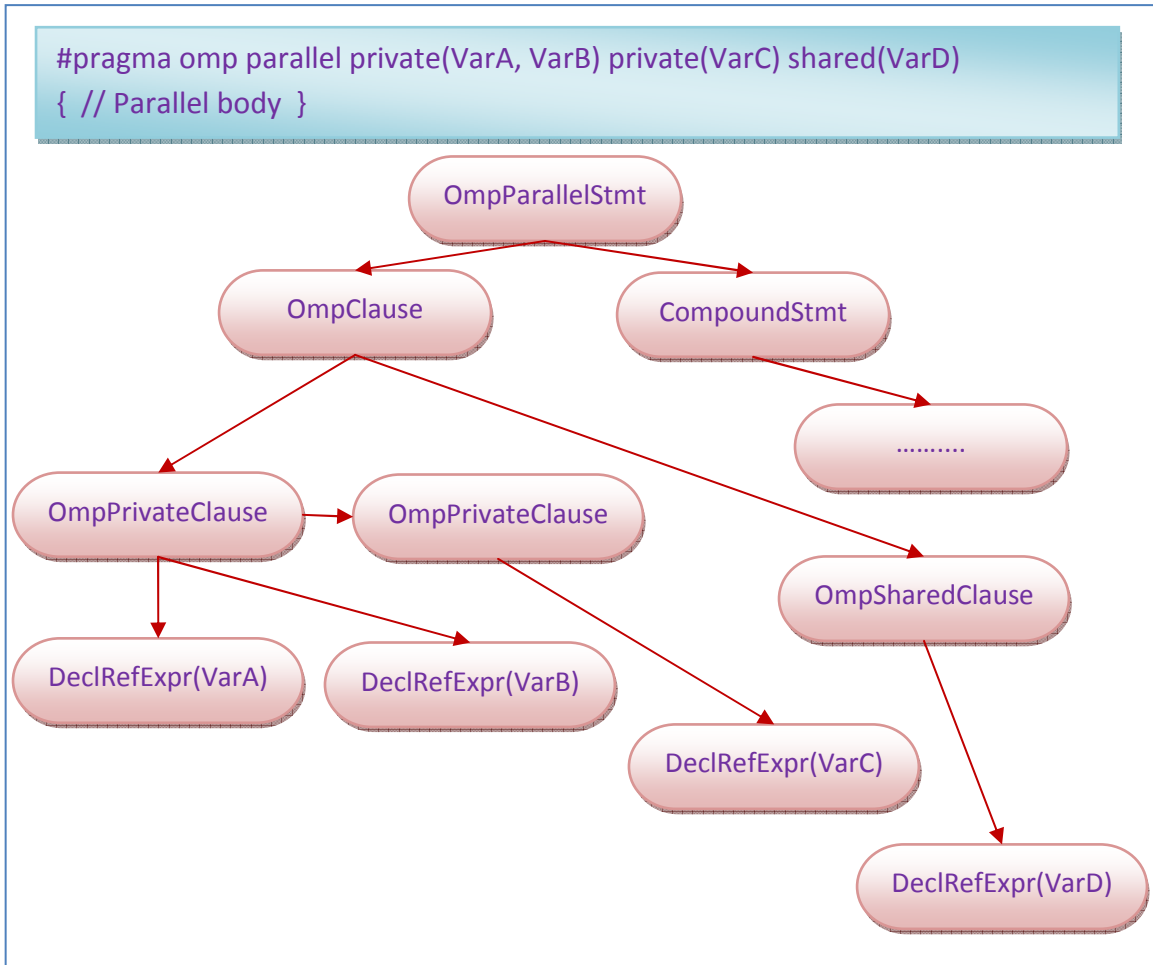 #pragma omp parallel private(VarA, VarB) private(VarC) shared(VarD)
{  // Parallel body  }
OmpParallelStmt
OmpClause
CompoundStmt
……....
OmpPrivateClause
OmpPrivateClause
OmpSharedClause
DeclRefExpr(VarA)
DeclRefExpr(VarB)
DeclRefExpr(VarC)
DeclRefExpr(VarD)